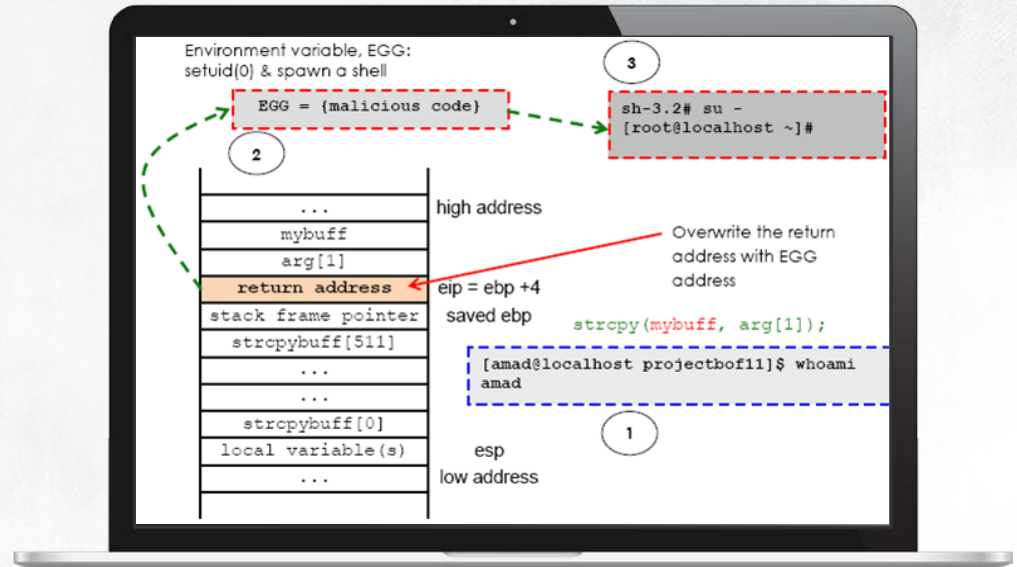 Environment variable, EGG:
setuid(0) & spawn a shell
EGG = {malicious code}
2
3
sh-3.2# su -
[root@localhost ~]#
...
high address
mybuff
arg[1]
return address
eip = ebp +4
stack frame pointer
saved ebp
strcpybuff[511]
...
...
strcpybuff[0]
local variable(s)
esp
...
low address
Overwrite the return
address with EGG
address
strcpy(mybuff, arg[1]);
[amad@localhost projectbof11]$ whoami
amad
1